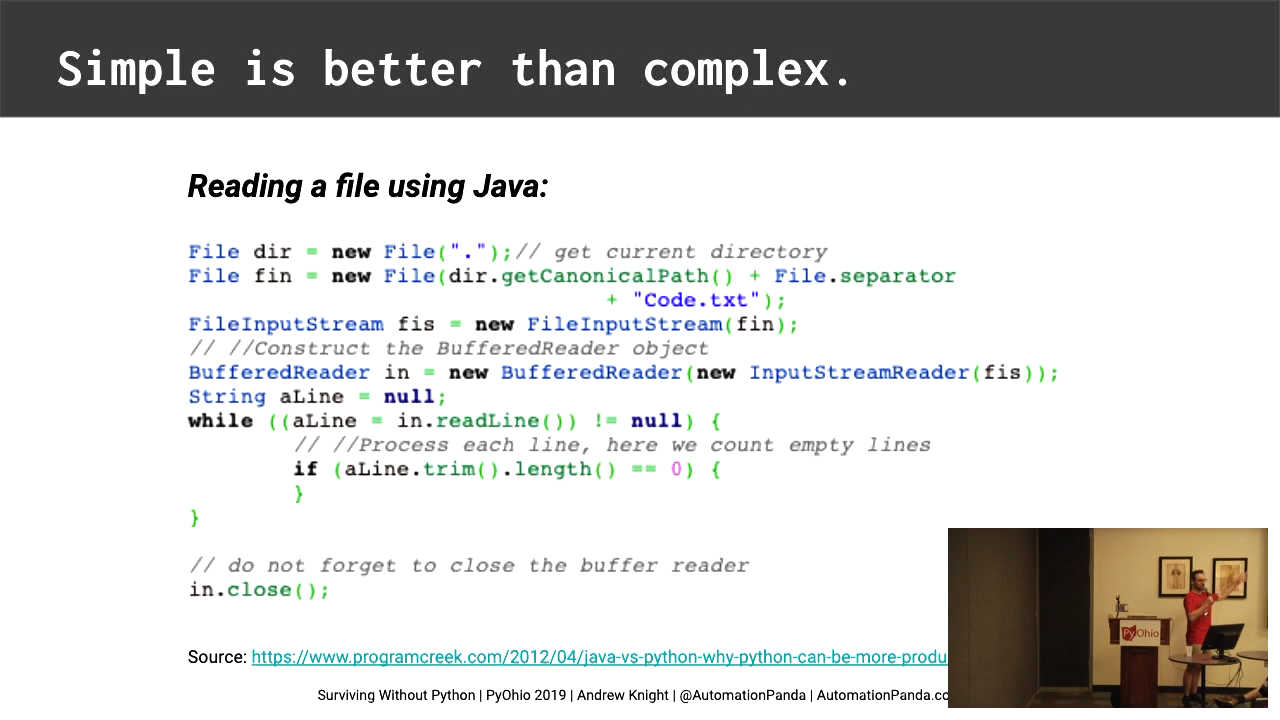 Simple is better than complex.
Reading a file using Java:
File dir = new File(".");// get current directory
File fin = new File(dir.getCanonicalPath() + File.separator
+ "Code.txt");
FileInputStream fis = new FileInputStream(fin);
// //Construct the BufferedReader object
BufferedReader in = new BufferedReader(new InputStreamReader(fis));
String aLine = null;
while ((aLine = in.readLine()) != null) {
// //Process each line, here we count empty lines
if (aLine.trim().length() == 0) {
}
}
// do not forget to close the buffer reader
in.close();
PyOhio
Source: https://www.programcreek.com/2012/04/java-vs-python-why-python-can-be-more-produ
Surviving Without Python | PyOhio 2019 | Andrew Knight | @AutomationPanda | AutomationPanda.co